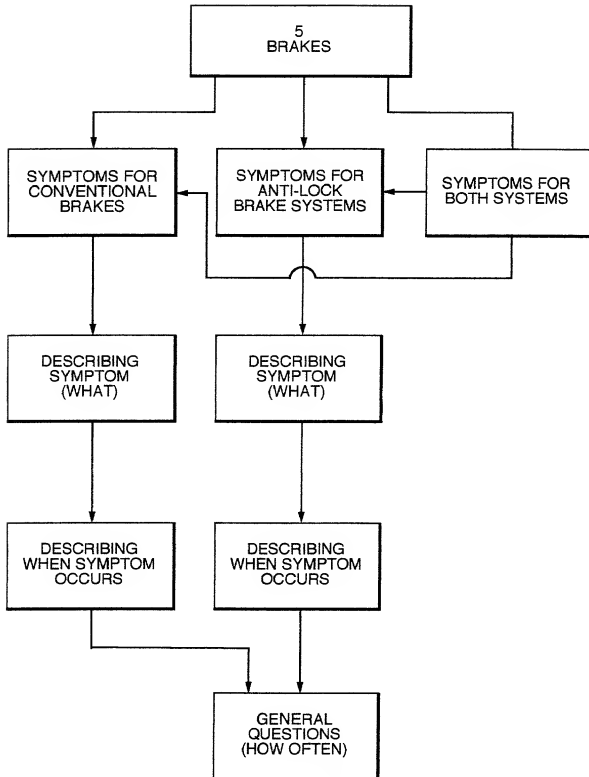 5
BRAKES
SYMPTOMS FOR
CONVENTIONAL
BRAKES
SYMPTOMS FOR
ANTI-LOCK
BRAKE SYSTEMS
SYMPTOMS FOR
BOTH SYSTEMS
DESCRIBING
SYMPTOM
(WHAT)
DESCRIBING
SYMPTOM
(WHAT)
DESCRIBING
WHEN SYMPTOM
OCCURS
DESCRIBING
WHEN SYMPTOM
OCCURS
GENERAL
QUESTIONS
(HOW OFTEN)